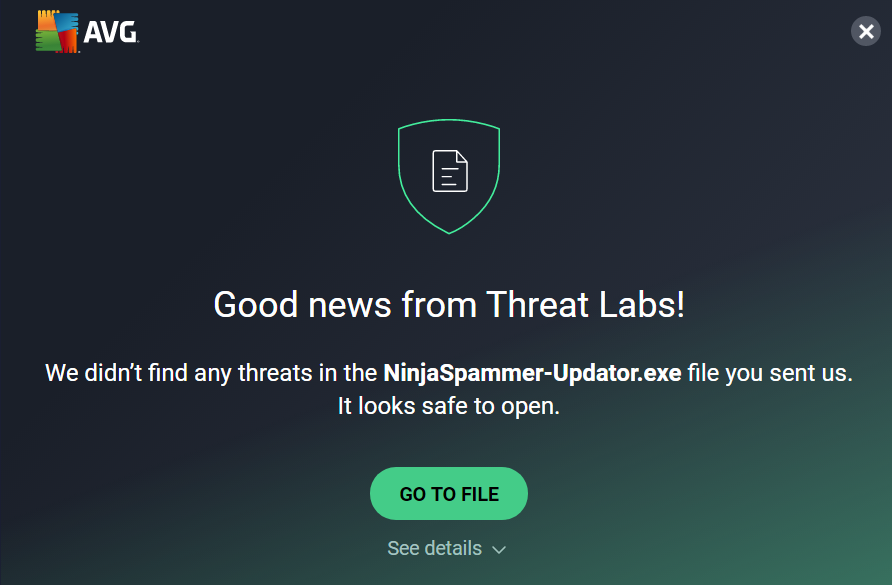 AVG
Good news from Threat Labs!
We didn’t find any threats in the NinjaSpammer-Updator.exe file you sent us.
It looks safe to open.
GO TO FILE
See details